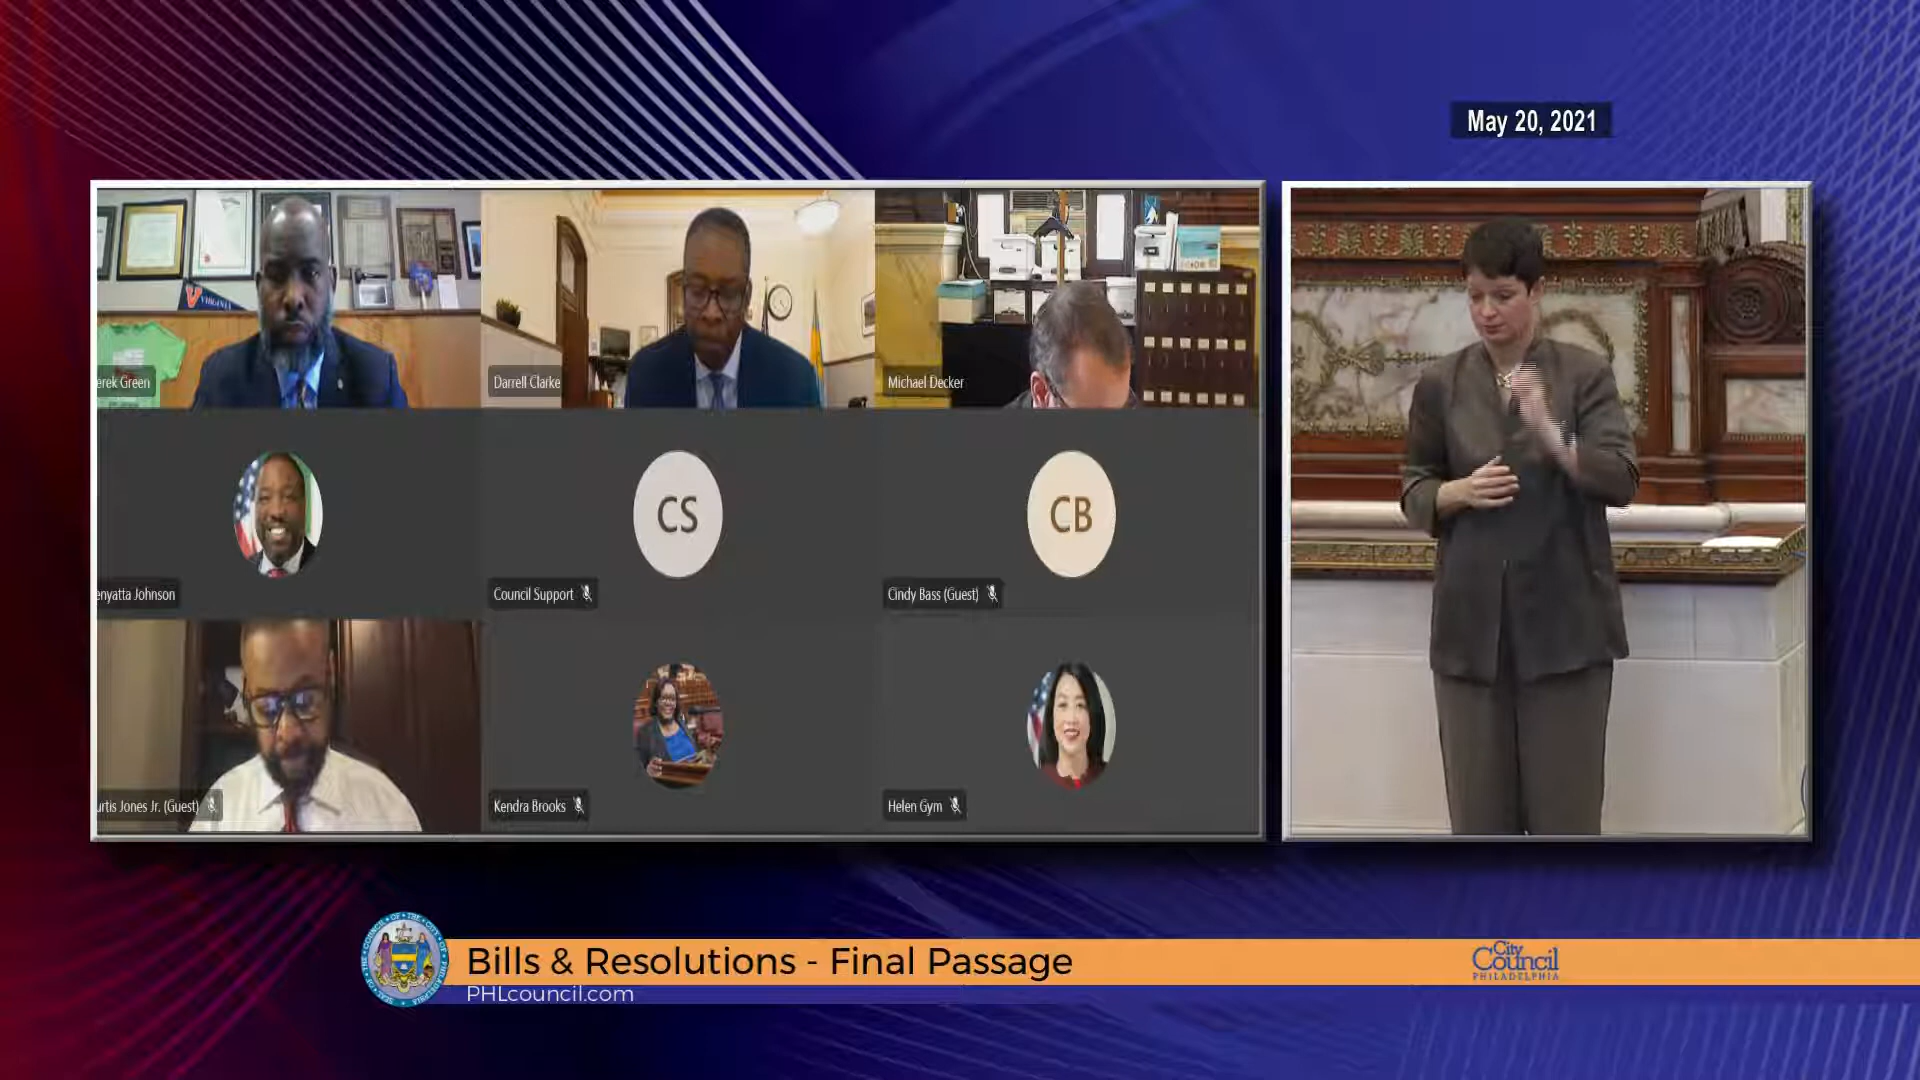 May 20, 2021
V VIRGINIA
erek Green
Darrell Clarke
Michael Decker
enyatta Johnson
CS
Council Support
CB
Cindy Bass (Guest)
urtis Jones Jr. (Guest)
Kendra Brooks
Helen Gym
Bills & Resolutions - Final Passage
PHLcouncil.com
City
Council
PHILADELPHIA